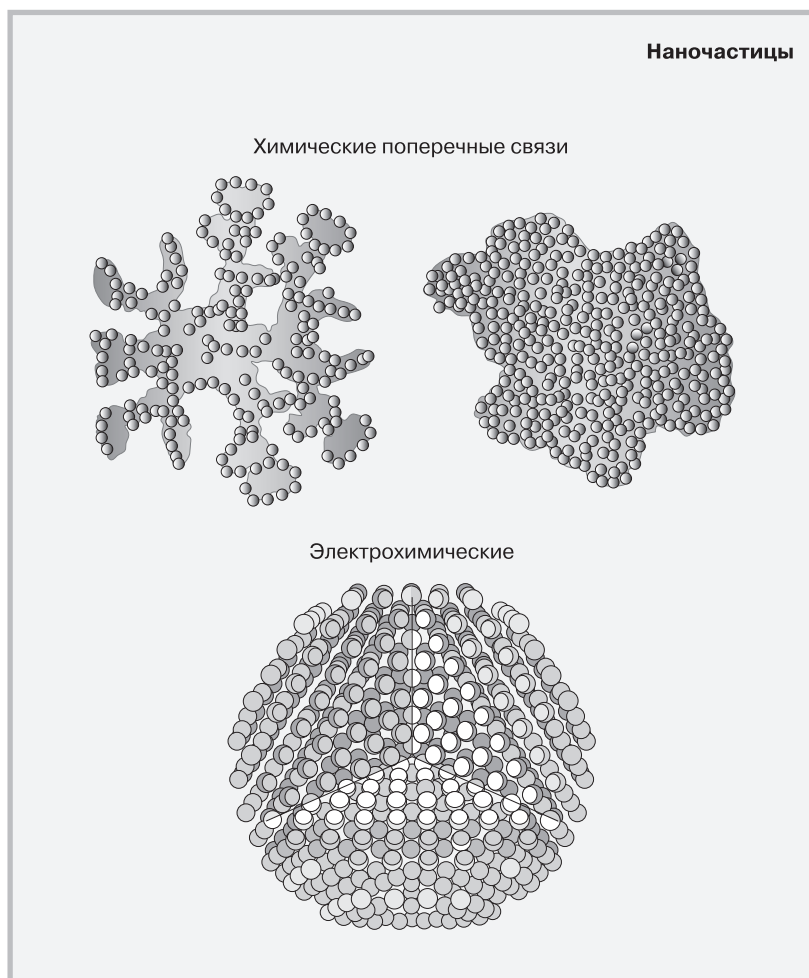 Наночастицы
Химические поперечные связи
Электрохимические